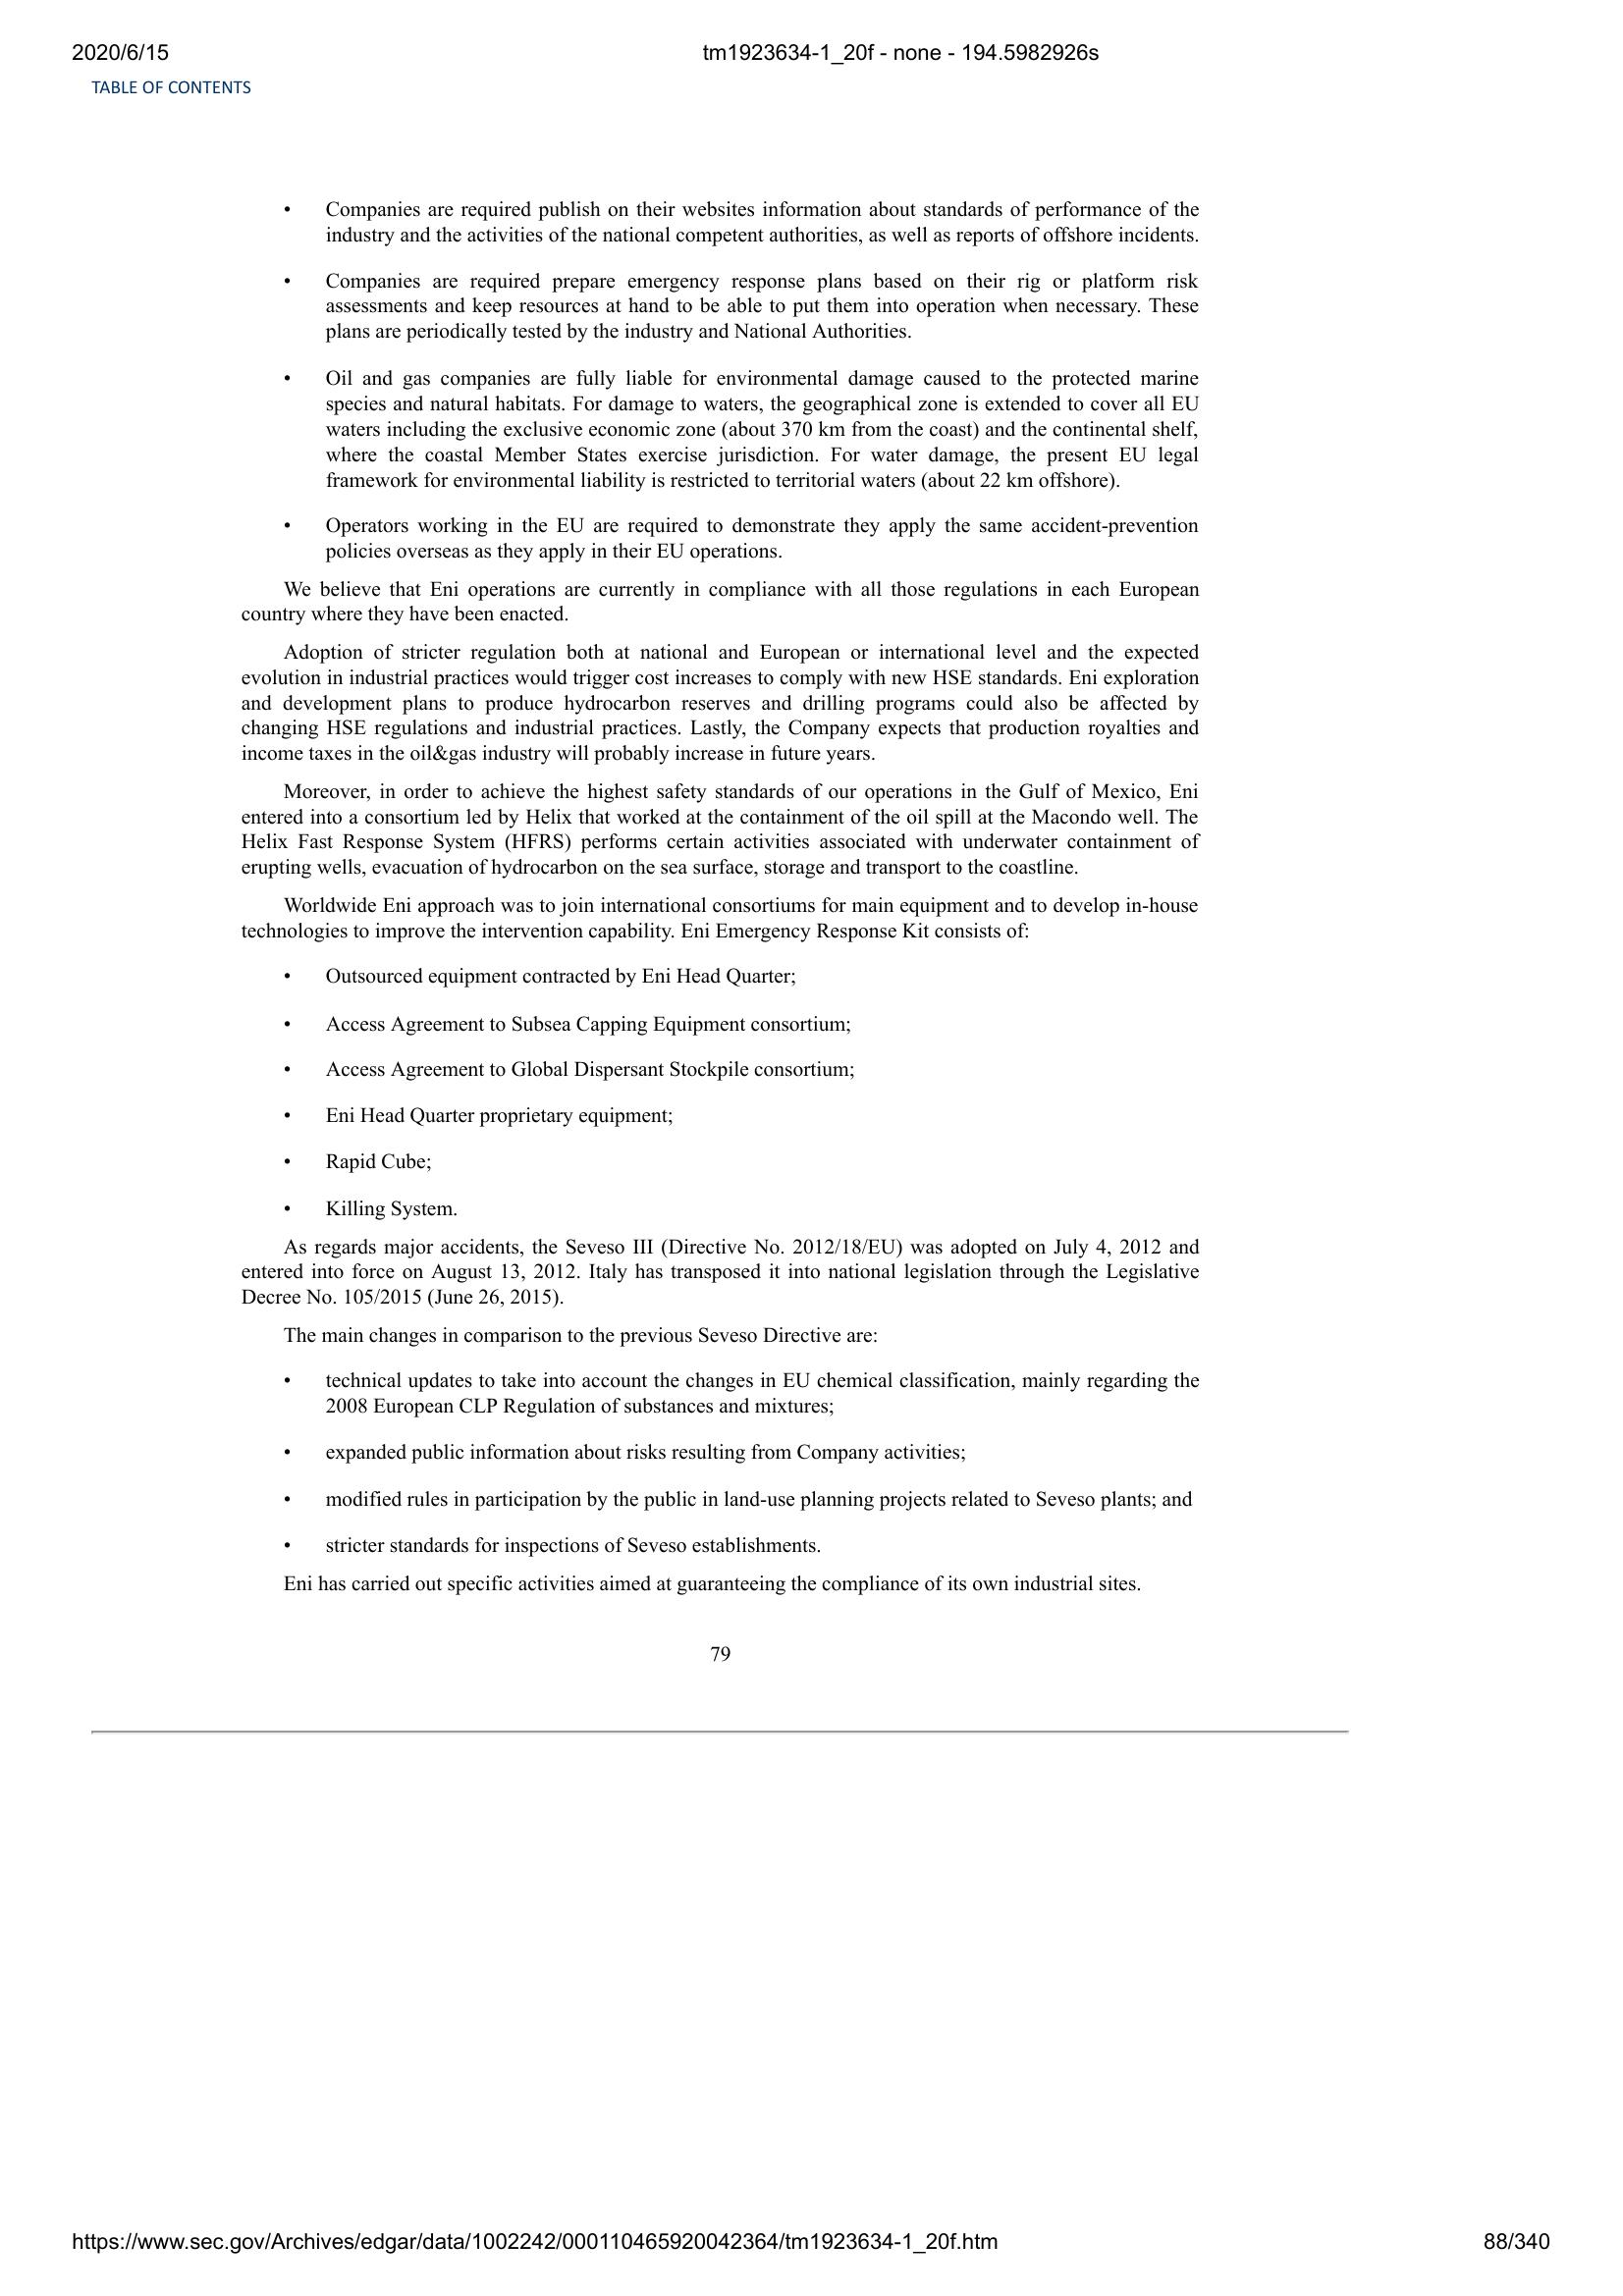 2020/6/15
tm1923634-1_20f - none - 194.5982926s
TABLE OF CONTENTS
• Companies are required publish on their websites information about standards of performance of the
industry and the activities of the national competent authorities, as well as reports of offshore incidents.
• Companies are required prepare emergency response plans based on their rig or platform risk
assessments and keep resources at hand to be able to put them into operation when necessary. These
plans are periodically tested by the industry and National Authorities.
• Oil and gas companies are fully liable for environmental damage caused to the protected marine
species and natural habitats. For damage to waters, the geographical zone is extended to cover all EU
waters including the exclusive economic zone (about 370 km from the coast) and the continental shelf,
where the coastal Member States exercise jurisdiction. For water damage, the present EU legal
framework for environmental liability is restricted to territorial waters (about 22 km offshore).
• Operators working in the EU are required to demonstrate they apply the same accident-prevention
policies overseas as they apply in their EU operations.
We believe that Eni operations are currently in compliance with all those regulations in each European
country where they have been enacted.
Adoption of stricter regulation both at national and European or international level and the expected
evolution in industrial practices would trigger cost increases to comply with new HSE standards. Eni exploration
and development plans to produce hydrocarbon reserves and drilling programs could also be affected by
changing HSE regulations and industrial practices. Lastly, the Company expects that production royalties and
income taxes in the oil&gas industry will probably increase in future years.
Moreover, in order to achieve the highest safety standards of our operations in the Gulf of Mexico, Eni
entered into a consortium led by Helix that worked at the containment of the oil spill at the Macondo well. The
Helix Fast Response System (HFRS) performs certain activities associated with underwater containment of
erupting wells, evacuation of hydrocarbon on the sea surface, storage and transport to the coastline.
Worldwide Eni approach was to join international consortiums for main equipment and to develop in-house
technologies to improve the intervention capability. Eni Emergency Response Kit consists of:
• Outsourced equipment contracted by Eni Head Quarter;
• Access Agreement to Subsea Capping Equipment consortium;
• Access Agreement to Global Dispersant Stockpile consortium;
• Eni Head Quarter proprietary equipment;
• Rapid Cube;
• Killing System.
As regards major accidents, the Seveso III (Directive No. 2012/18/EU) was adopted on July 4, 2012 and
entered into force on August 13, 2012. Italy has transposed it into national legislation through the Legislative
Decree No. 105/2015 (June 26, 2015).
The main changes in comparison to the previous Seveso Directive are:
• technical updates to take into account the changes in EU chemical classification, mainly regarding the
2008 European CLP Regulation of substances and mixtures;
• expanded public information about risks resulting from Company activities;
• modified rules in participation by the public in land-use planning projects related to Seveso plants; and
• stricter standards for inspections of Seveso establishments.
Eni has carried out specific activities aimed at guaranteeing the compliance of its own industrial sites.
79
https://www.sec.gov/Archives/edgar/data/1002242/000110465920042364/tm1923634-1_20f.htm
88/340